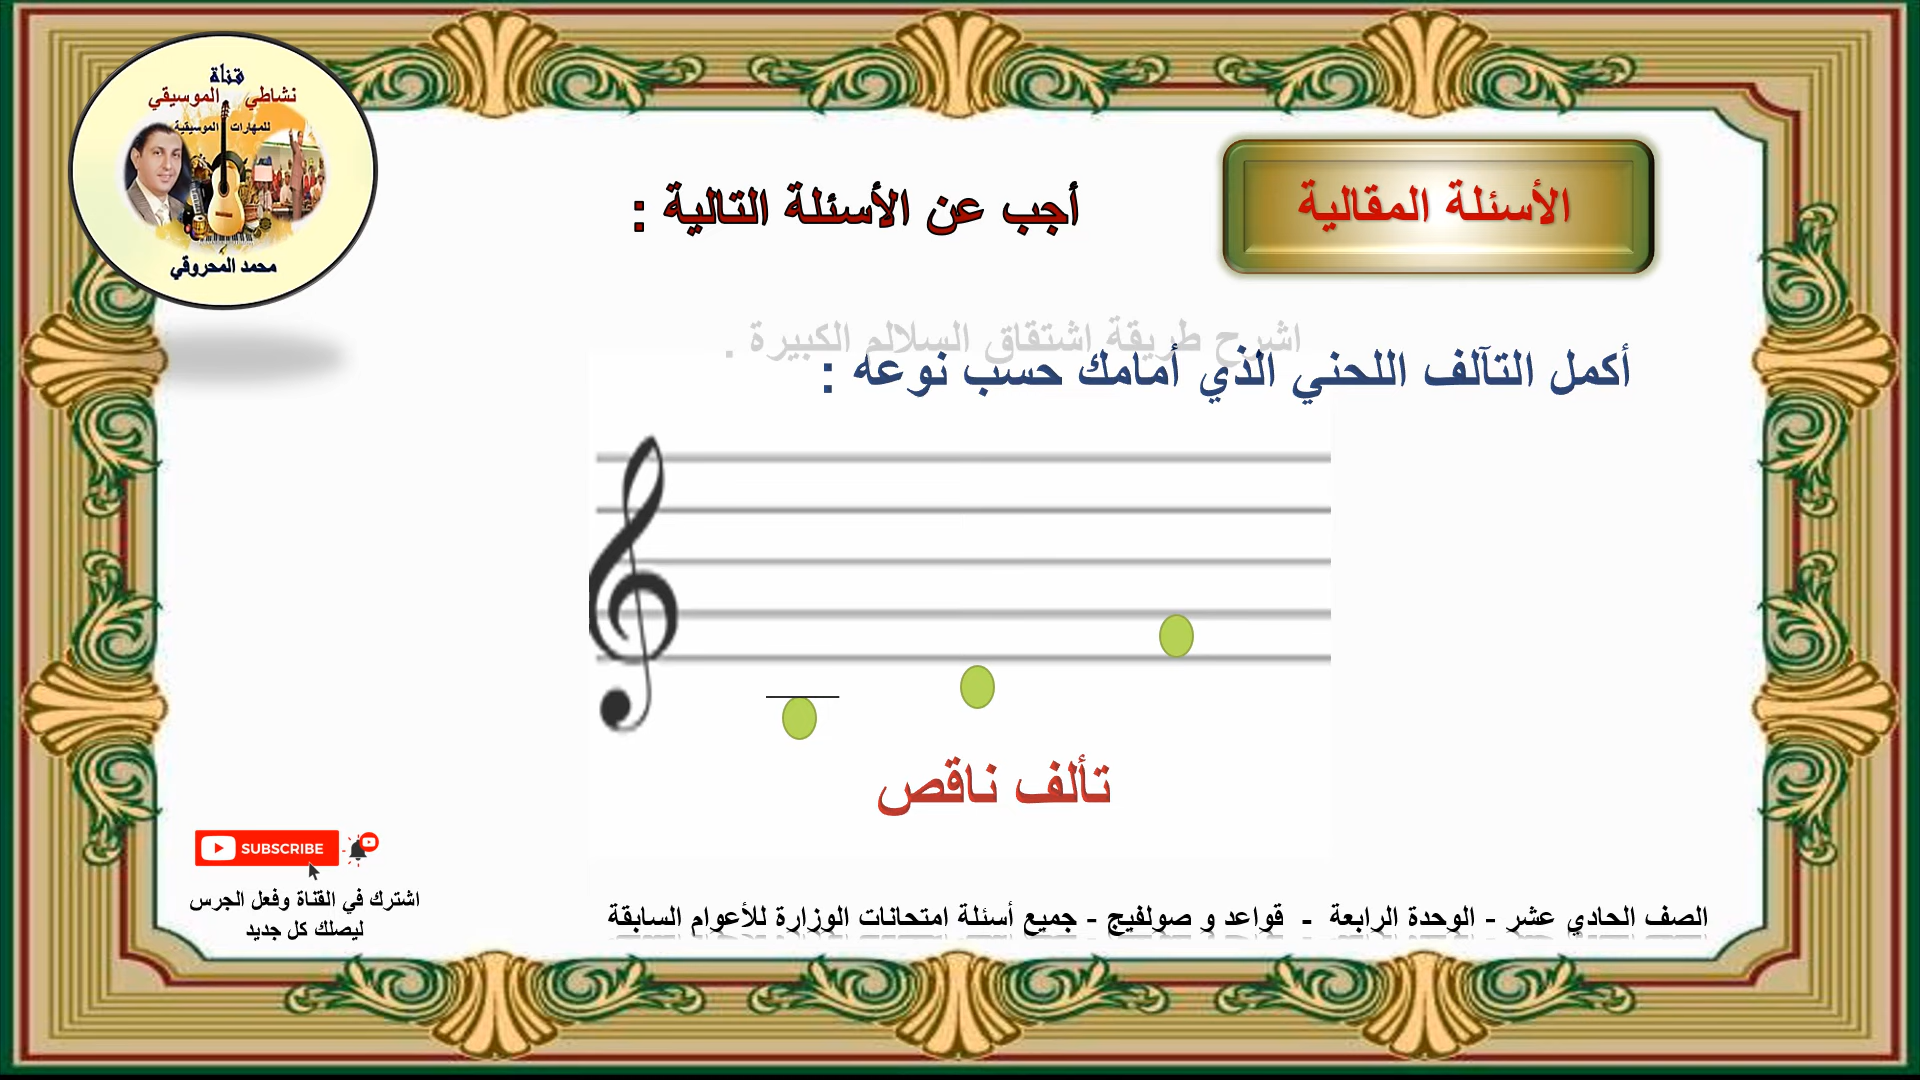 قناة
نشاطي الموسيقي
للمهارات الموسيقية
محمد المحروقي
الأسئلة المقالية
أجب عن الأسئلة التالية :
اشرح طريقة اشتقاق السلالم الكبيرة .
أكمل التآلف اللحني الذي أمامك حسب نوعه :
تألف ناقص
SUBSCRIBE
اشترك في القناة وفعل الجرس
ليصلك كل جديد
الصف الحادي عشر - الوحدة الرابعة - قواعد و صولفيج - جميع أسئلة امتحانات الوزارة للأعوام السابقة